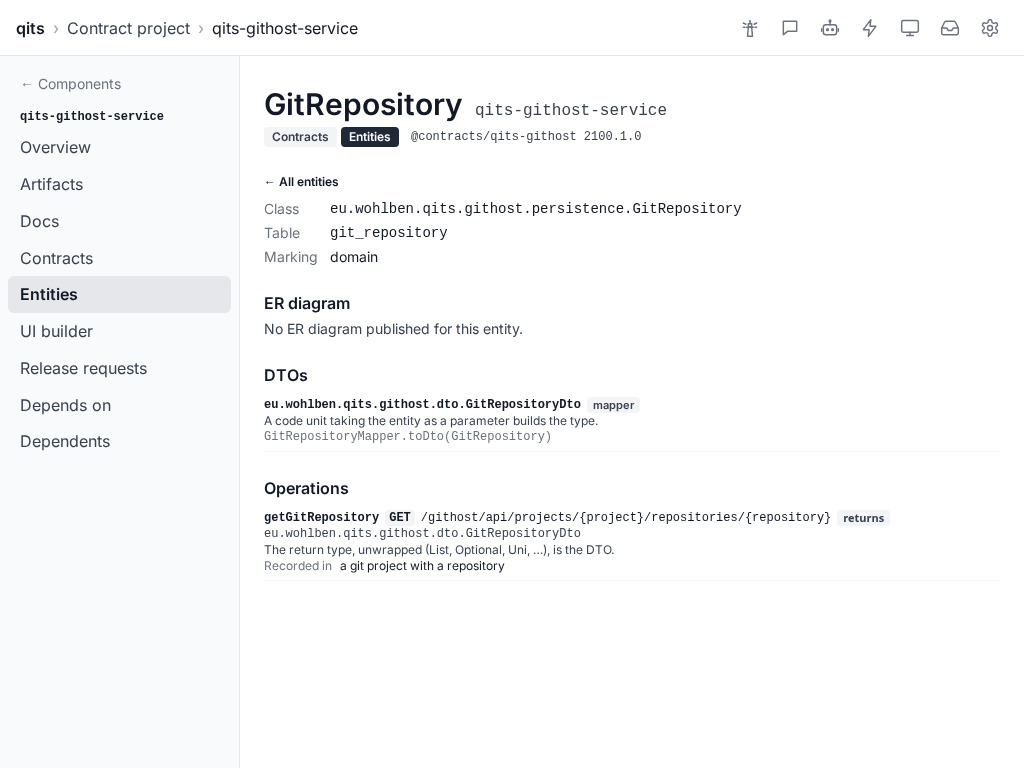 qits › Contract project › qits-githost-service
← Components
qits-githost-service
Overview
Artifacts
Docs
Contracts
Entities
UI builder
Release requests
Depends on
Dependents
GitRepository qits-githost-service
Contracts Entities @contracts/qits-githost 2100.1.0
← All entities
Class eu.wohlben.qits.githost.persistence.GitRepository
Table git_repository
Marking domain
ER diagram
No ER diagram published for this entity.
DTOs
eu.wohlben.qits.githost.dto.GitRepositoryDto mapper
A code unit taking the entity as a parameter builds the type.
GitRepositoryMapper.toDto(GitRepository)
Operations
getGitRepository GET /githost/api/projects/{project}/repositories/{repository} returns
eu.wohlben.qits.githost.dto.GitRepositoryDto
The return type, unwrapped (List, Optional, Uni, …), is the DTO.
Recorded in a git project with a repository